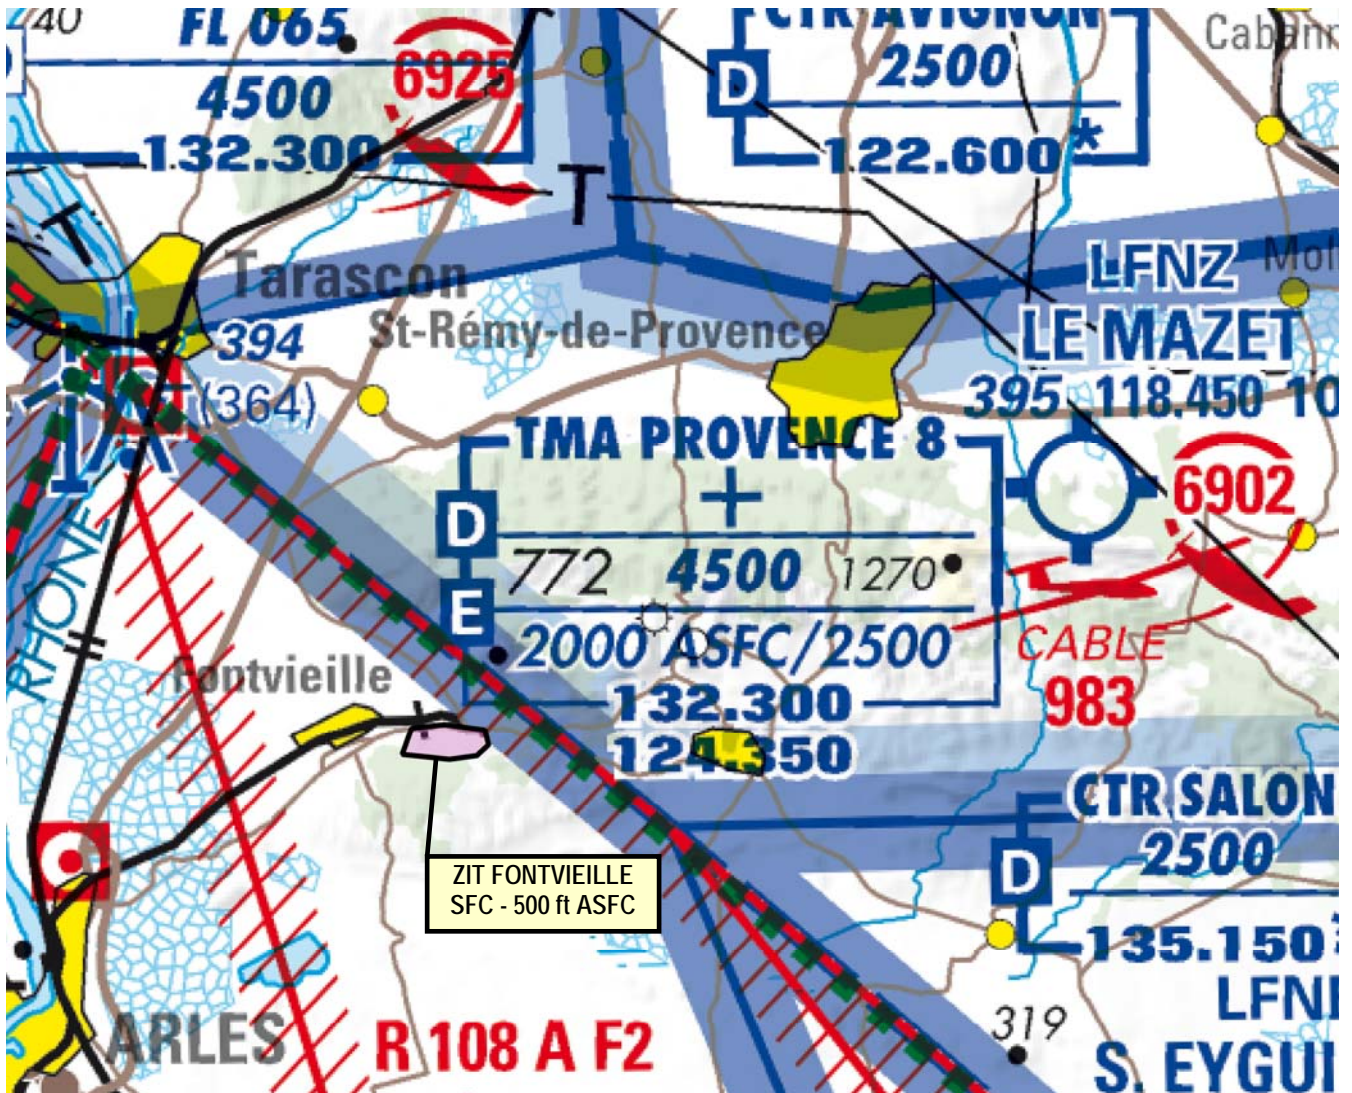 40
FL 065
4500
132.300
6925
CTR AVIGNON
2500
D
122.600*
T
T
Tarascon
394
(364)
St-Rémy-de-Provence
LFNZ
LE MAZET
395 118.450 10
TMA PROVENCE 8
+
D
772 4500 1270
E
2000 ASFC/2500
132.300
124.350
6902
CABLE
983
RHONE
Fontvieille
ZIT FONTVIEILLE
SFC - 500 ft ASFC
CTR SALON
2500
D
135.150
ARLES
R 108 A F2
319
S. EYGUI